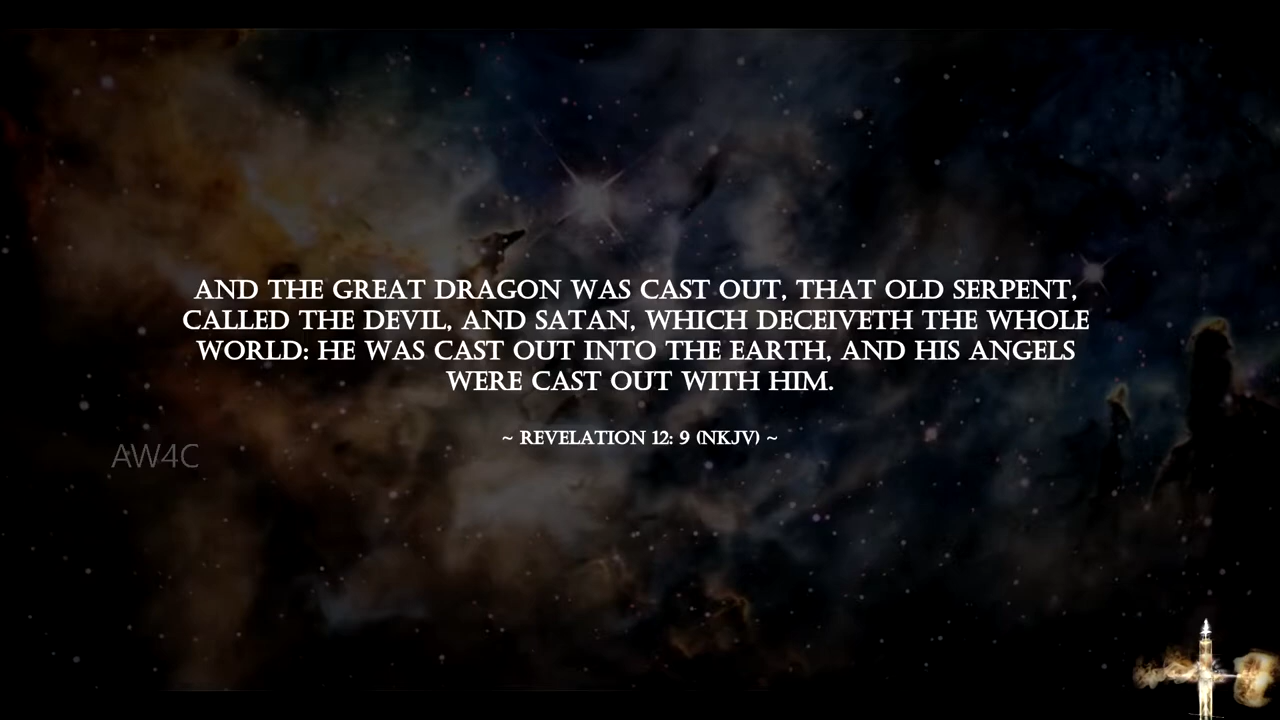 AND THE GREAT DRAGON WAS CAST OUT, THAT OLD SERPENT,
CALLED THE DEVIL, AND SATAN, WHICH DECEIVETH THE WHOLE
WORLD: HE WAS CAST OUT INTO THE EARTH, AND HIS ANGELS
WERE CAST OUT WITH HIM.
~ REVELATION 12: 9 (NKJV) ~
AW4C